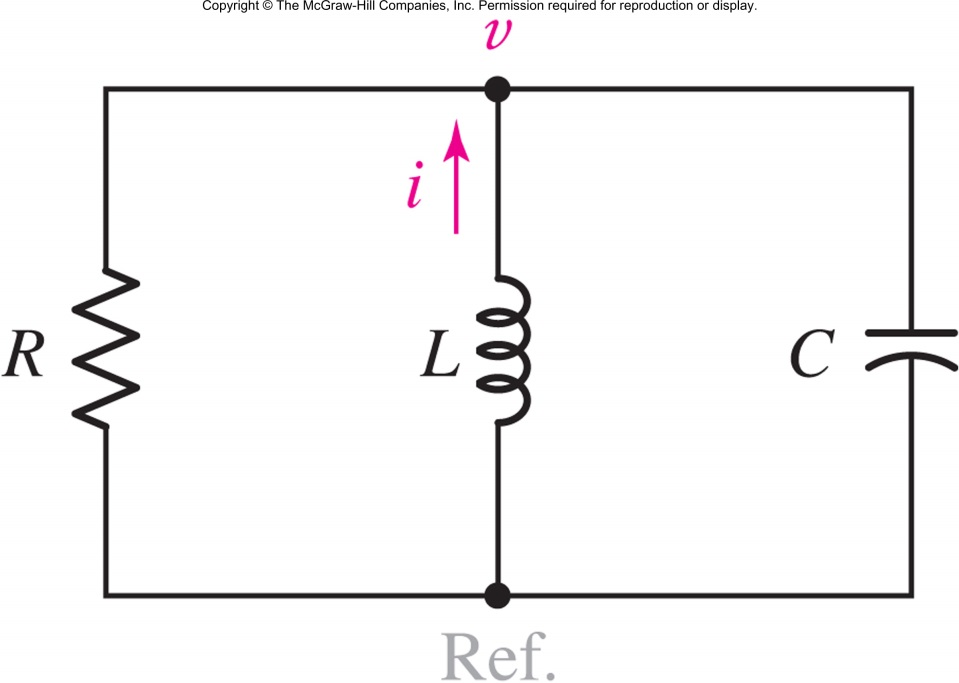 Copyright © The McGraw-Hill Companies, Inc. Permission required for reproduction or display.
v
i
R
L
C
Ref.